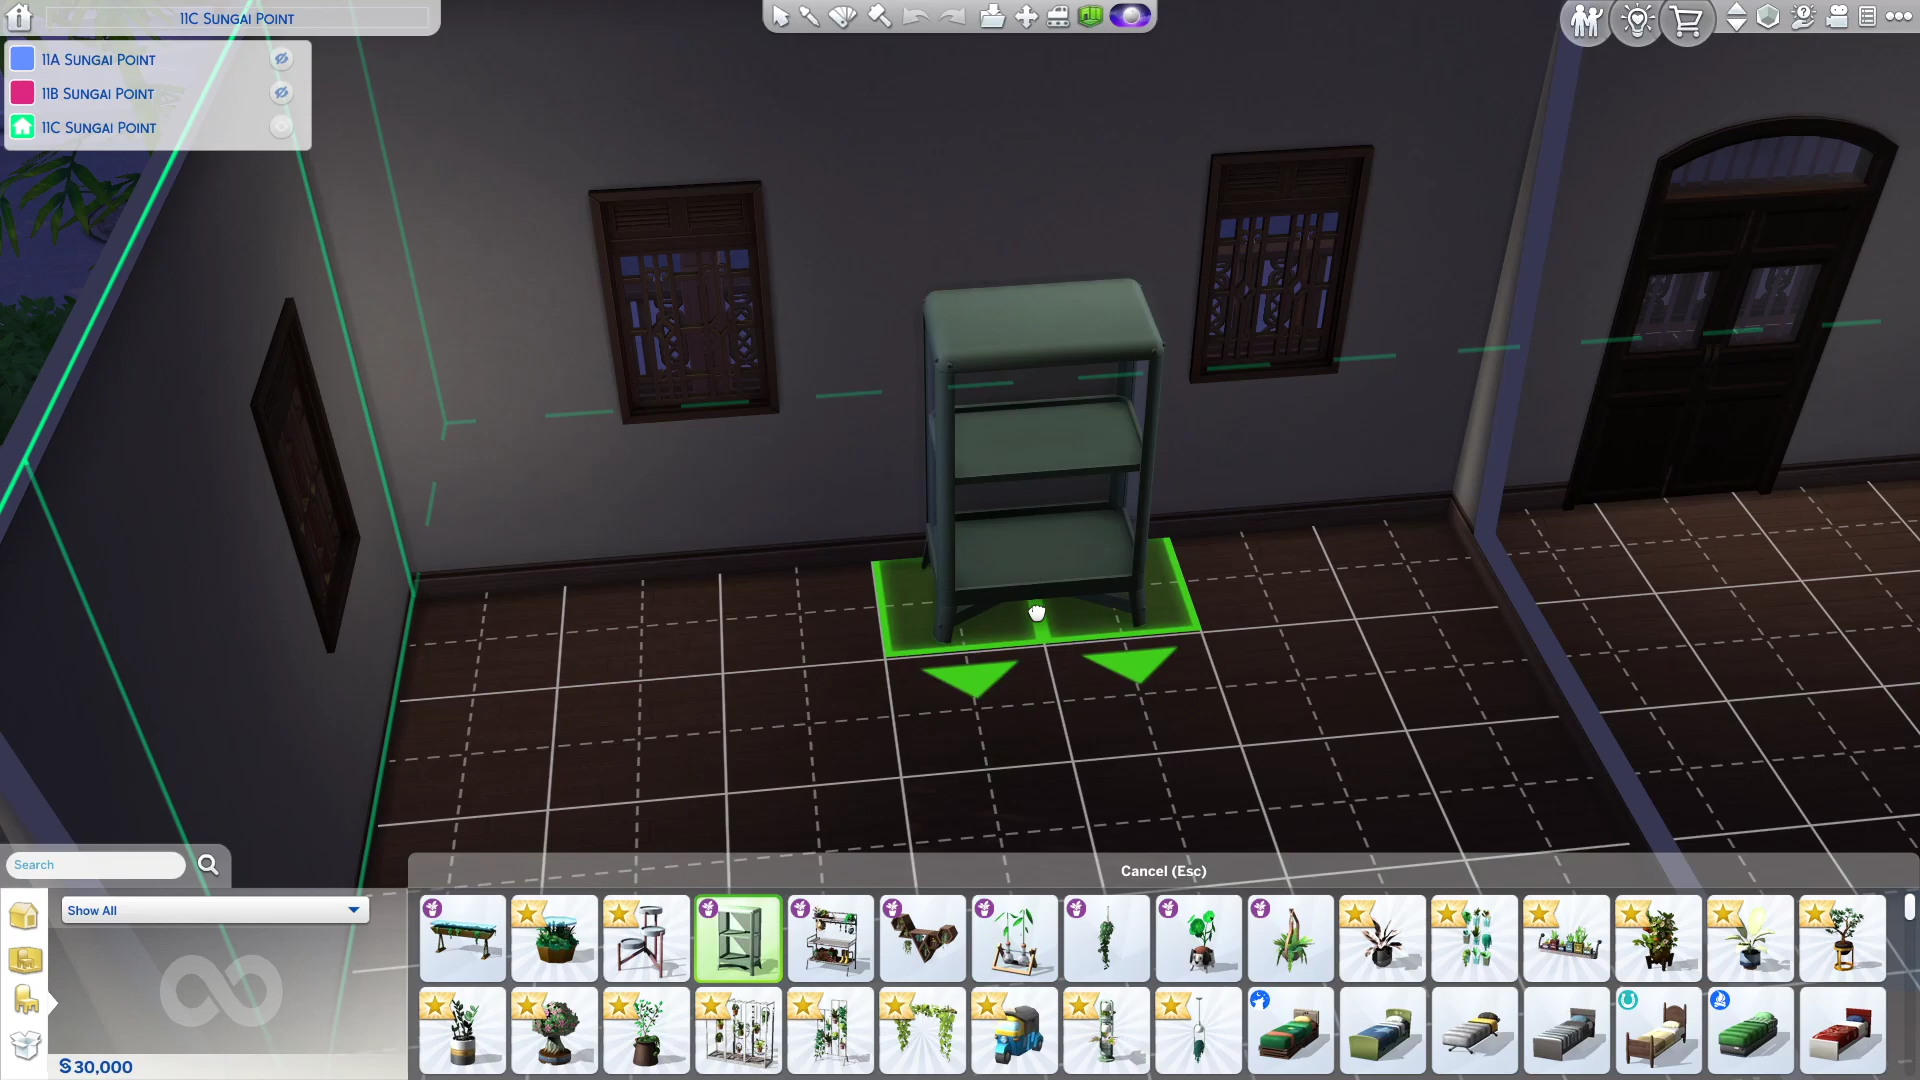 11C Sungai Point
11A Sungai Point
11B Sungai Point
11C Sungai Point
Search
Cancel (Esc)
Show All
§30,000